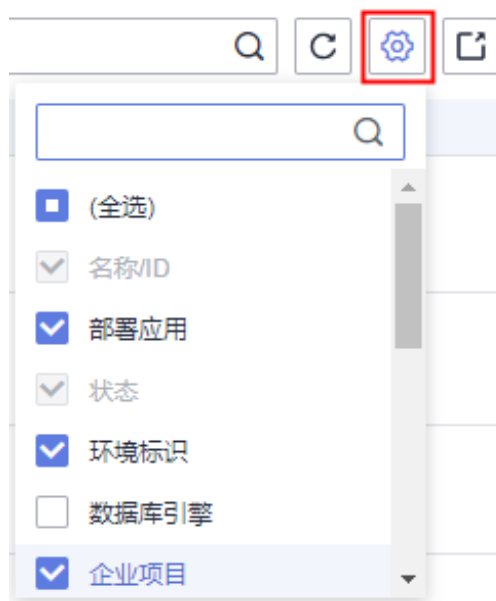 (全选)
名称/ID
部署应用
状态
环境标识
数据库引擎
企业项目